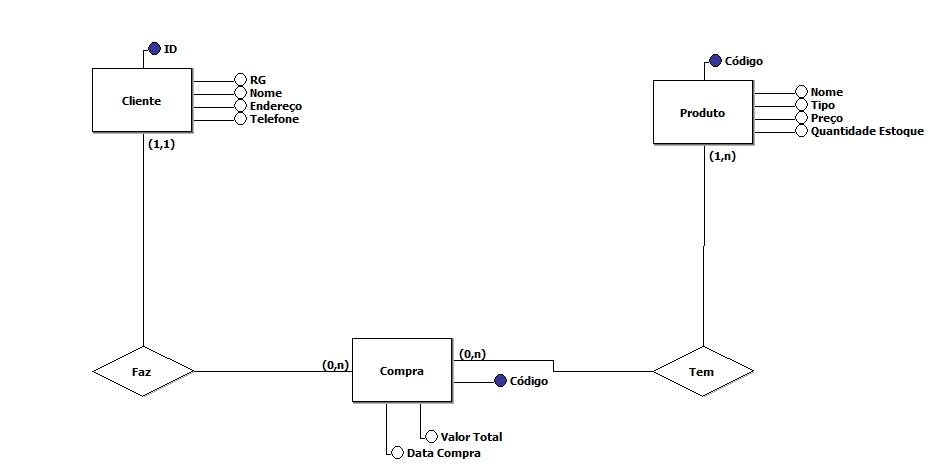 ID
Cliente
RG
Nome
Endereço
Telefone
(1,1)
Código
Produto
Nome
Tipo
Preço
Quantidade Estoque
(1,n)
Faz
(0,n)
Compra
(0,n)
Código
Tem
Valor Total
Data Compra